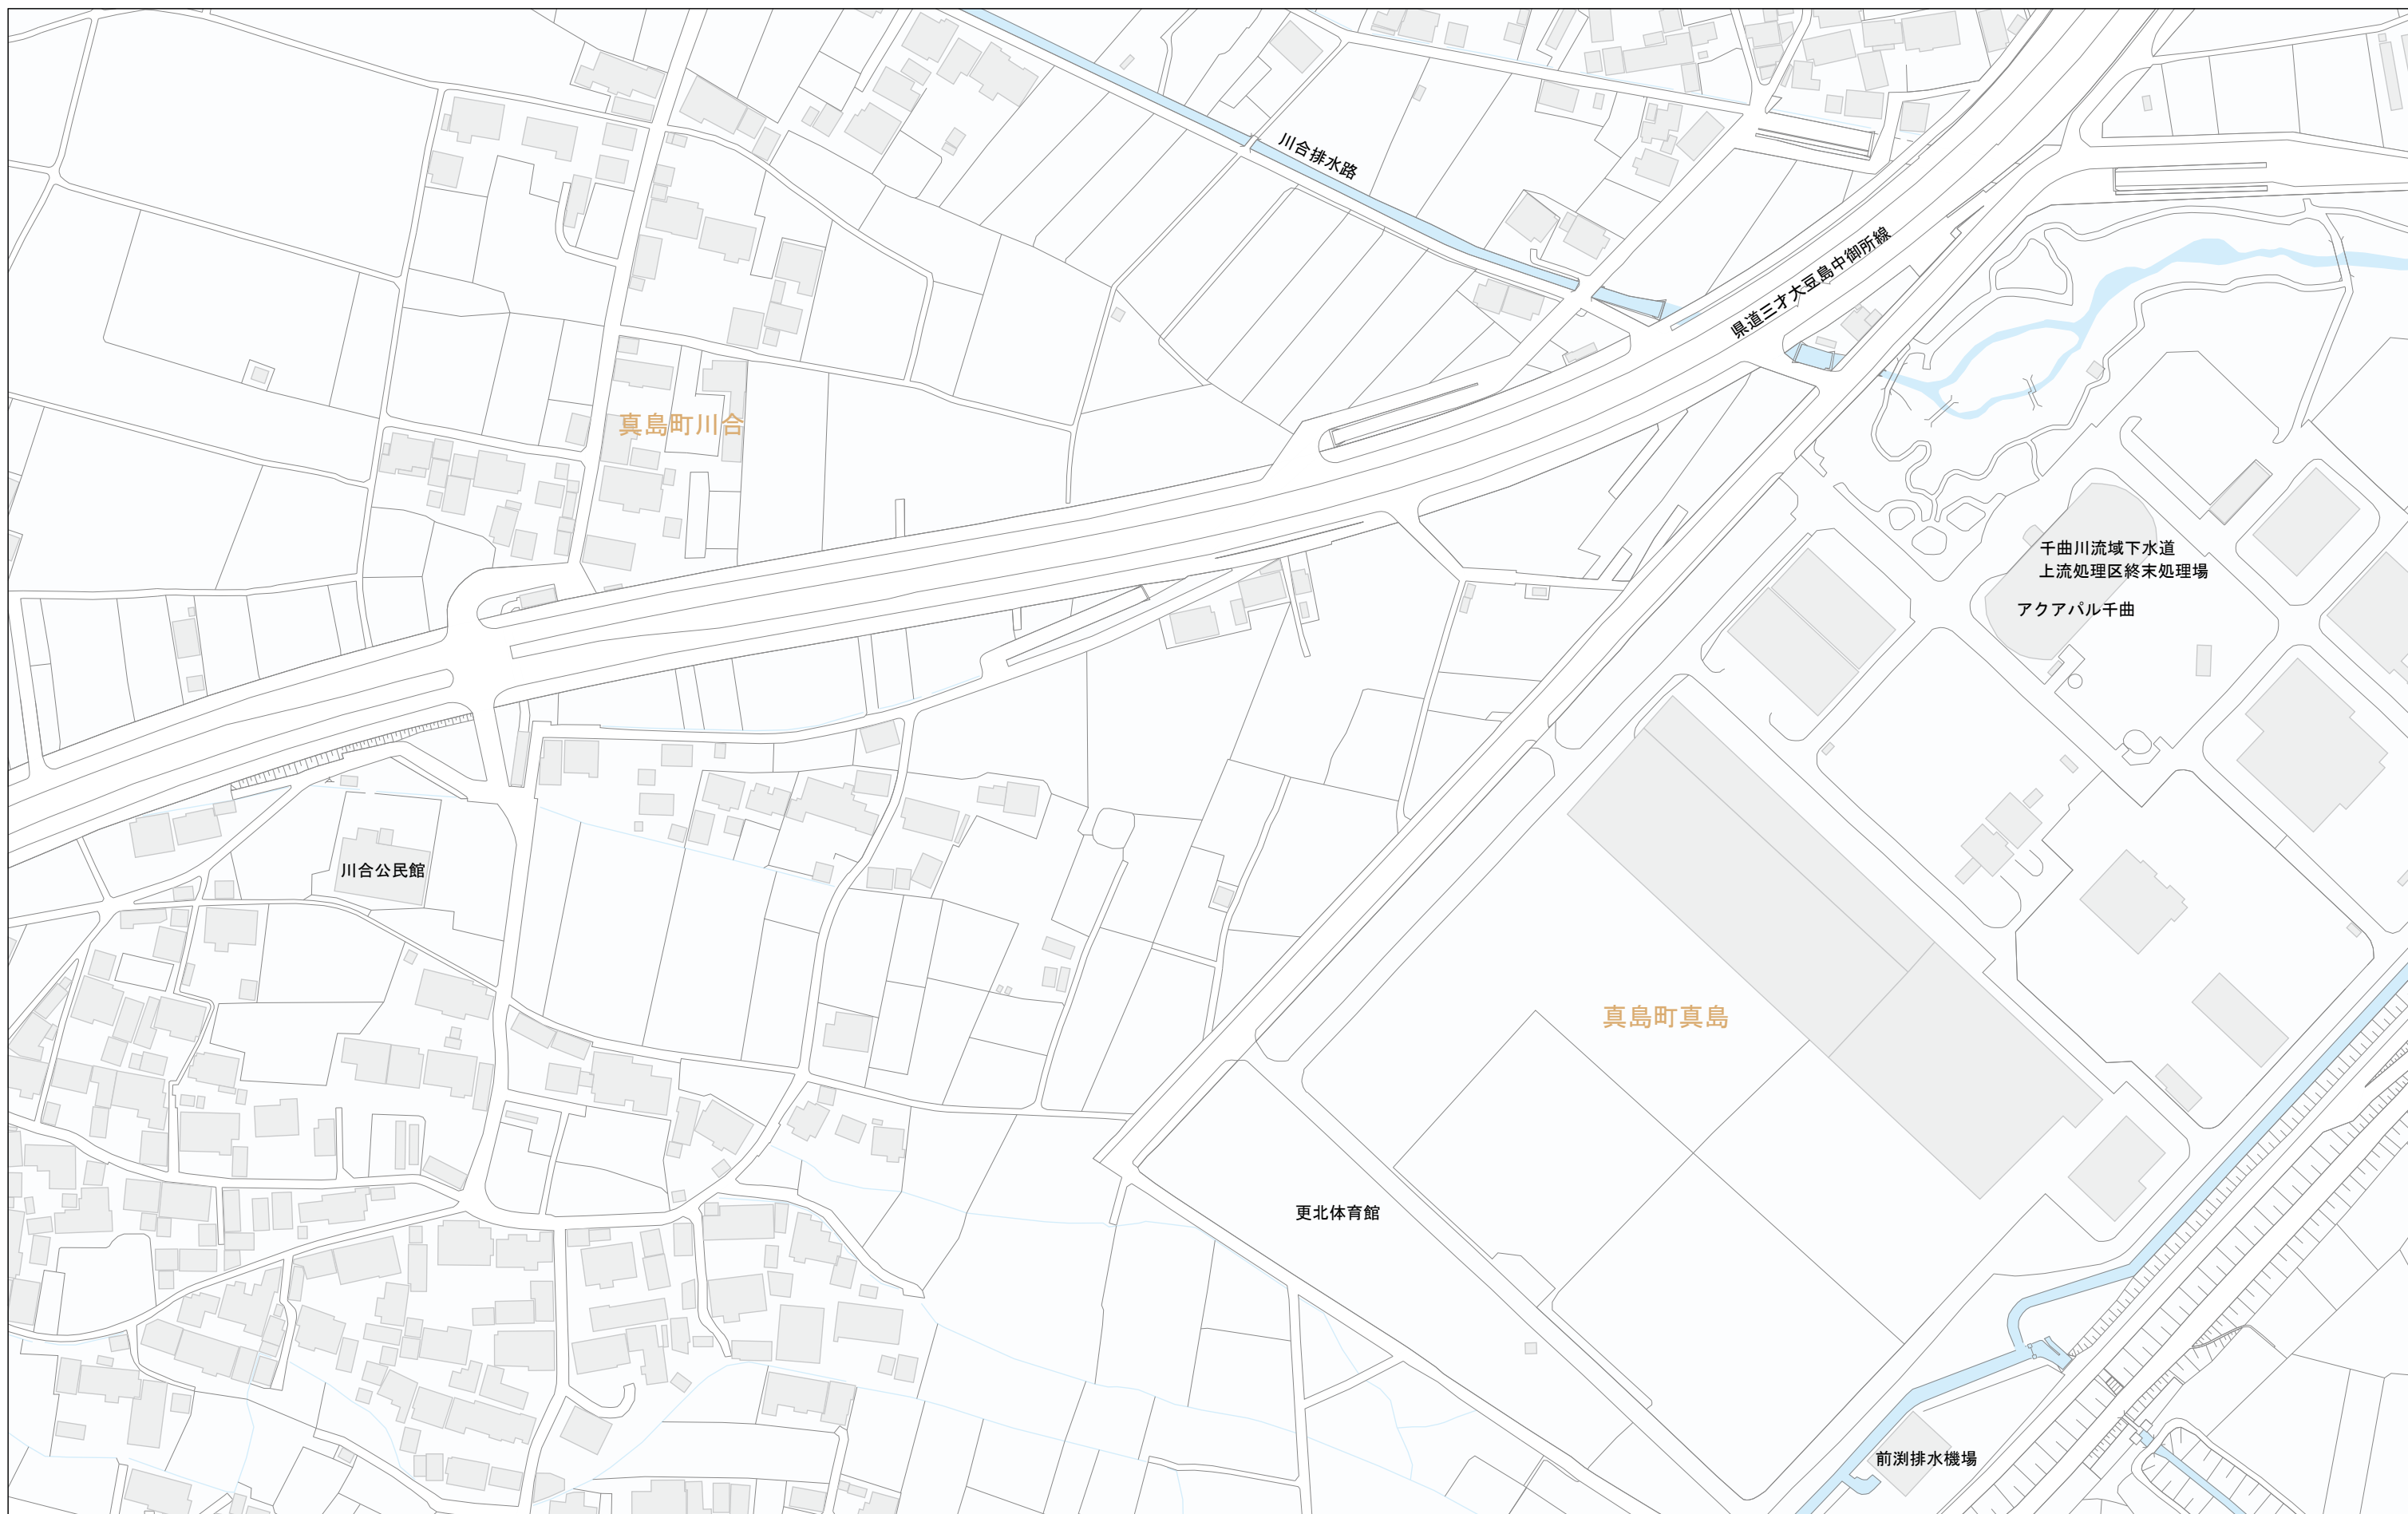 川合排水路
県道三才大豆島中御所線
真島町川合
千曲川流域下水道
上流処理区終末処理場
アクアパル千曲
川合公民館
真島町真島
更北体育館
前渕排水機場